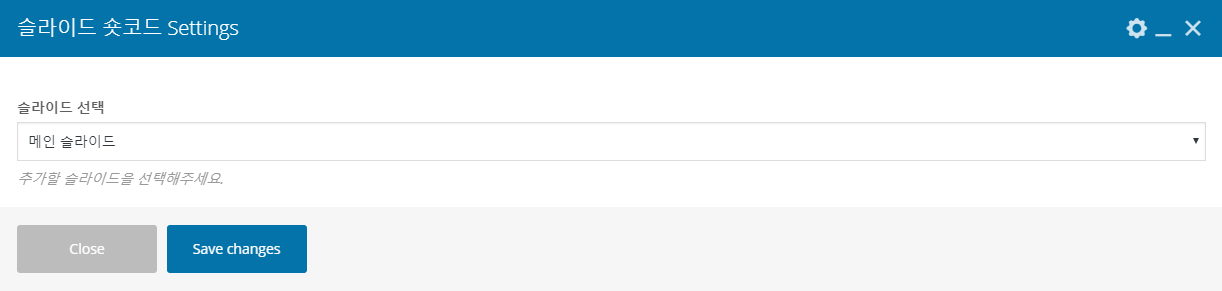 슬라이드 숏코드 Settings
슬라이드 선택
메인 슬라이드
추가할 슬라이드을 선택해주세요.
Close
Save changes